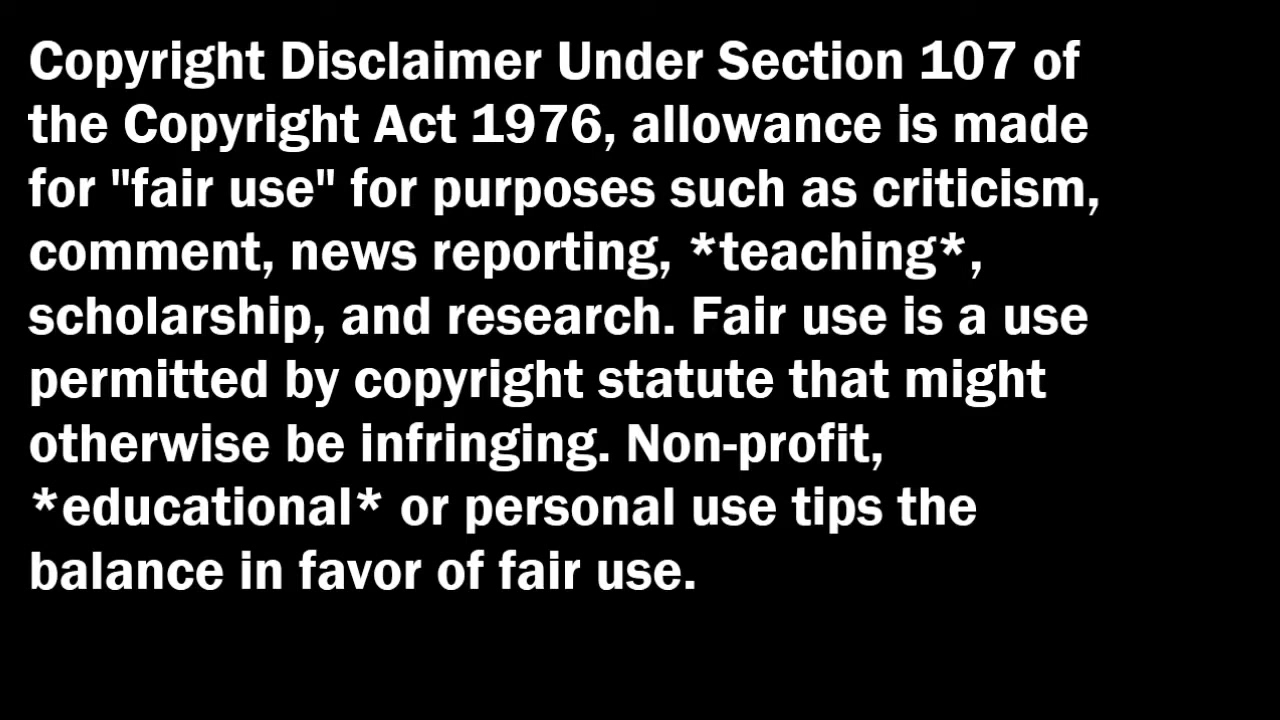 Copyright Disclaimer Under Section 107 of
the Copyright Act 1976, allowance is made
for "fair use" for purposes such as criticism,
comment, news reporting, *teaching*,
scholarship, and research. Fair use is a use
permitted by copyright statute that might
otherwise be infringing. Non-profit,
*educational* or personal use tips the
balance in favor of fair use.